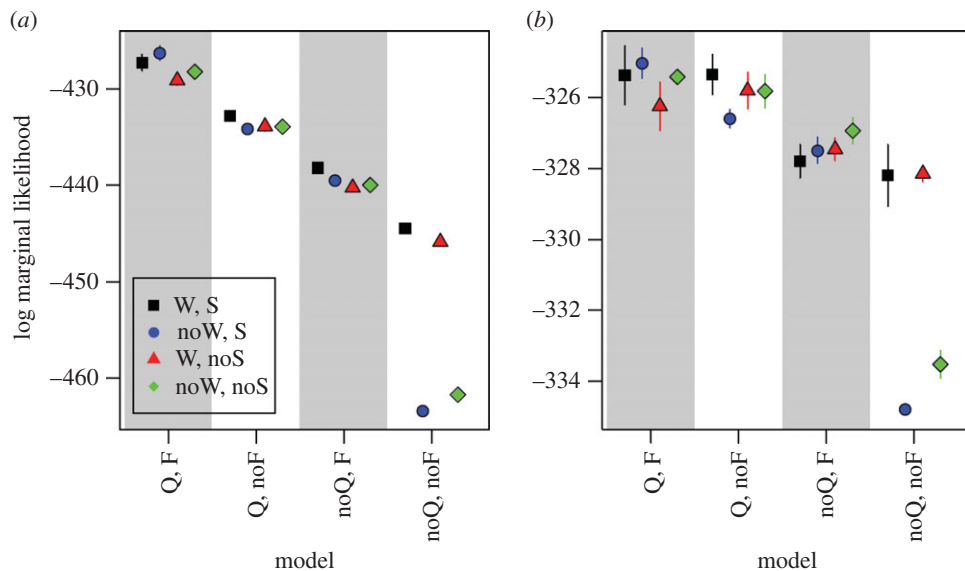 (a)
(b)
log marginal likelihood
−430
−440
−450
−460
W, S
noW, S
W, noS
noW, noS
Q, F
Q, noF
noQ, F
noQ, noF
model
−326
−328
−330
−332
−334
Q, F
Q, noF
noQ, F
noQ, noF
model